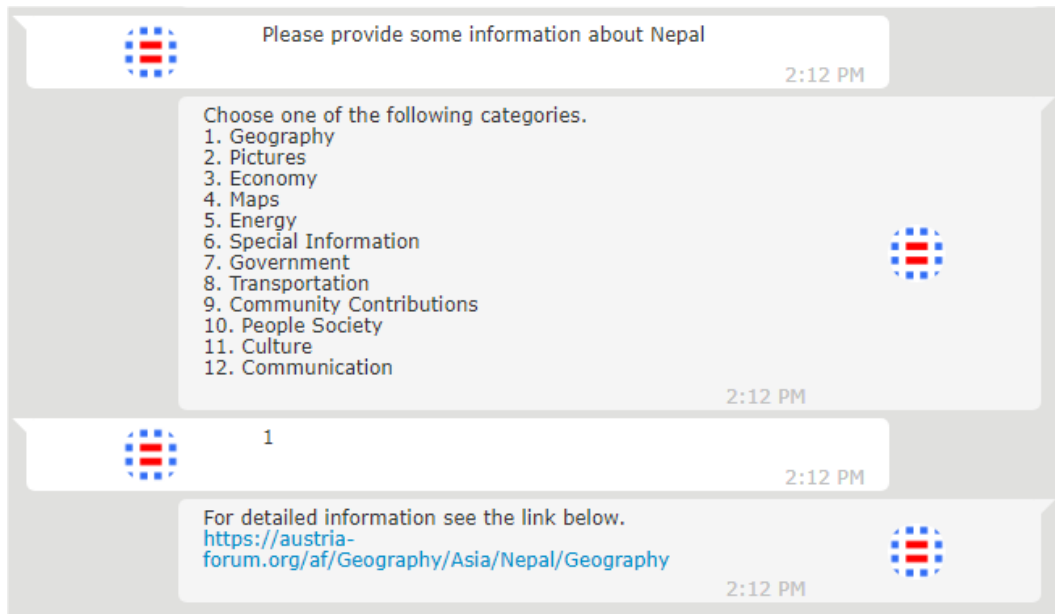 Please provide some information about Nepal
2:12 PM
Choose one of the following categories.
1. Geography
2. Pictures
3. Economy
4. Maps
5. Energy
6. Special Information
7. Government
8. Transportation
9. Community Contributions
10. People Society
11. Culture
12. Communication
2:12 PM
1
2:12 PM
For detailed information see the link below.
https://austria-
forum.org/af/Geography/Asia/Nepal/Geography
2:12 PM